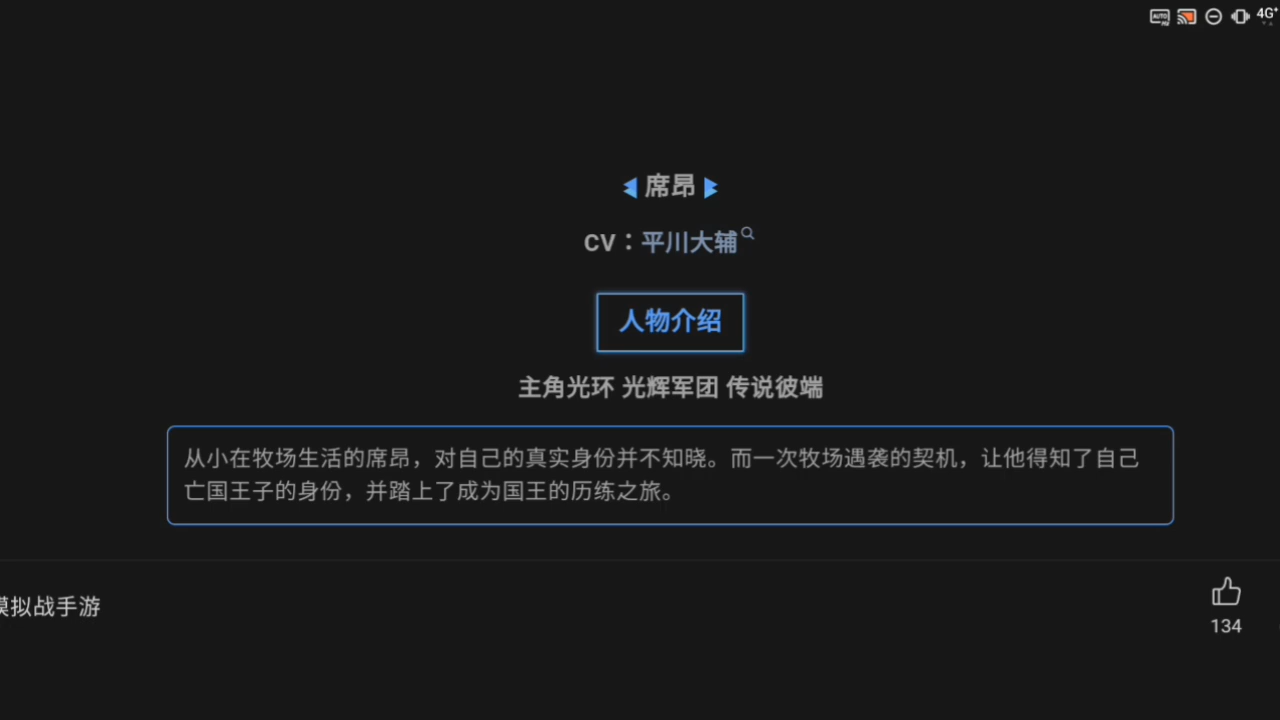 4G+
席昂
CV：平川大辅
人物介绍
主角光环 光辉军团 传说彼端
从小在牧场生活的席昂，对自己的真实身份并不知晓。而一次牧场遇袭的契机，让他得知了自己
亡国王子的身份，并踏上了成为国王的历练之旅。
模拟战手游
134